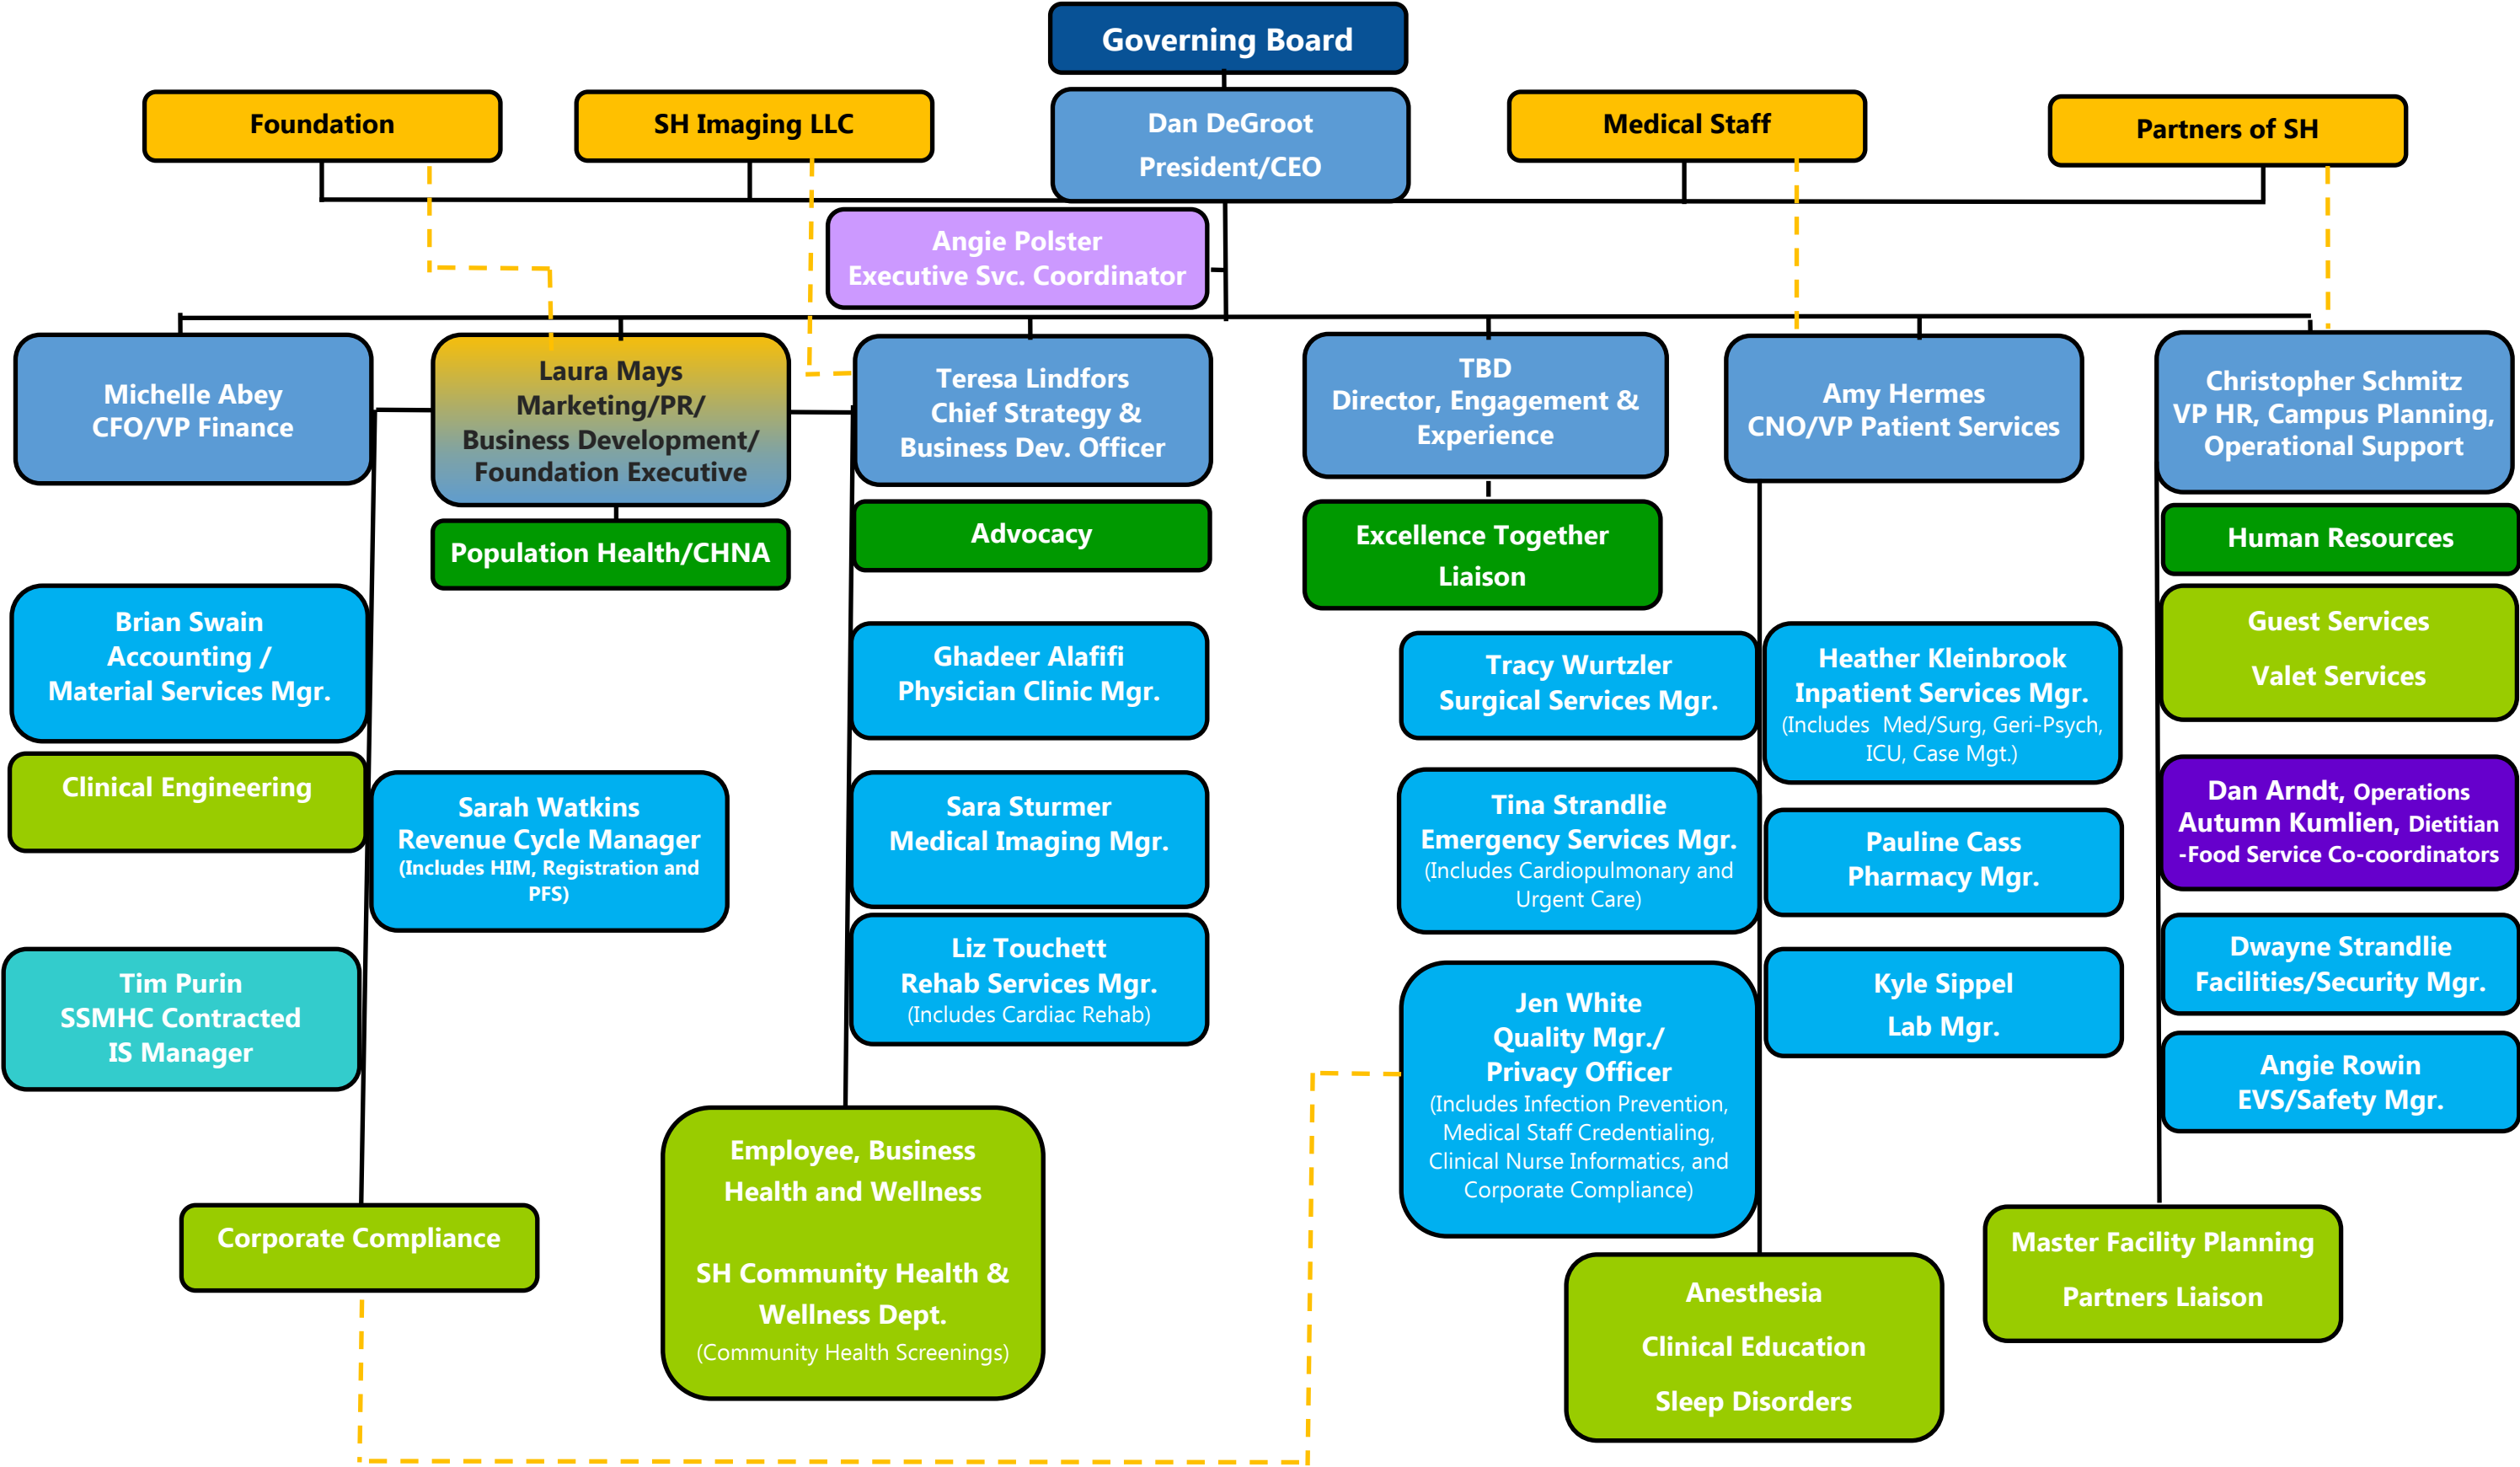 Governing Board
Foundation
SH Imaging LLC
Dan DeGroot
President/CEO
Medical Staff
Partners of SH
Angie Polster
Executive Svc. Coordinator
Michelle Abey
CFO/VP Finance
Laura Mays
Marketing/PR/
Business Development/
Foundation Executive
Teresa Lindfors
Chief Strategy &
Business Dev. Officer
TBD
Director, Engagement &
Experience
Amy Hermes
CNO/VP Patient Services
Christopher Schmitz
VP HR, Campus Planning,
Operational Support
Population Health/CHNA
Advocacy
Excellence Together
Liaison
Human Resources
Brian Swain
Accounting /
Material Services Mgr.
Ghadeer Alafifi
Physician Clinic Mgr.
Tracy Wurtzler
Surgical Services Mgr.
Heather Kleinbrook
Inpatient Services Mgr.
(Includes  Med/Surg, Geri-Psych,
ICU, Case Mgt.)
Guest Services
Valet Services
Clinical Engineering
Sarah Watkins
Revenue Cycle Manager
(Includes HIM, Registration and
PFS)
Sara Sturmer
Medical Imaging Mgr.
Tina Strandlie
Emergency Services Mgr.
(Includes Cardiopulmonary and
Urgent Care)
Pauline Cass
Pharmacy Mgr.
Dan Arndt, Operations
Autumn Kumlien, Dietitian
-Food Service Co-coordinators
Tim Purin
SSMHC Contracted
IS Manager
Liz Touchett
Rehab Services Mgr.
(Includes Cardiac Rehab)
Jen White
Quality Mgr./
Privacy Officer
(Includes Infection Prevention,
Medical Staff Credentialing,
Clinical Nurse Informatics, and
Corporate Compliance)
Kyle Sippel
Lab Mgr.
Dwayne Strandlie
Facilities/Security Mgr.
Angie Rowin
EVS/Safety Mgr.
Corporate Compliance
Employee, Business
Health and Wellness
SH Community Health &
Wellness Dept.
(Community Health Screenings)
Anesthesia
Clinical Education
Sleep Disorders
Master Facility Planning
Partners Liaison